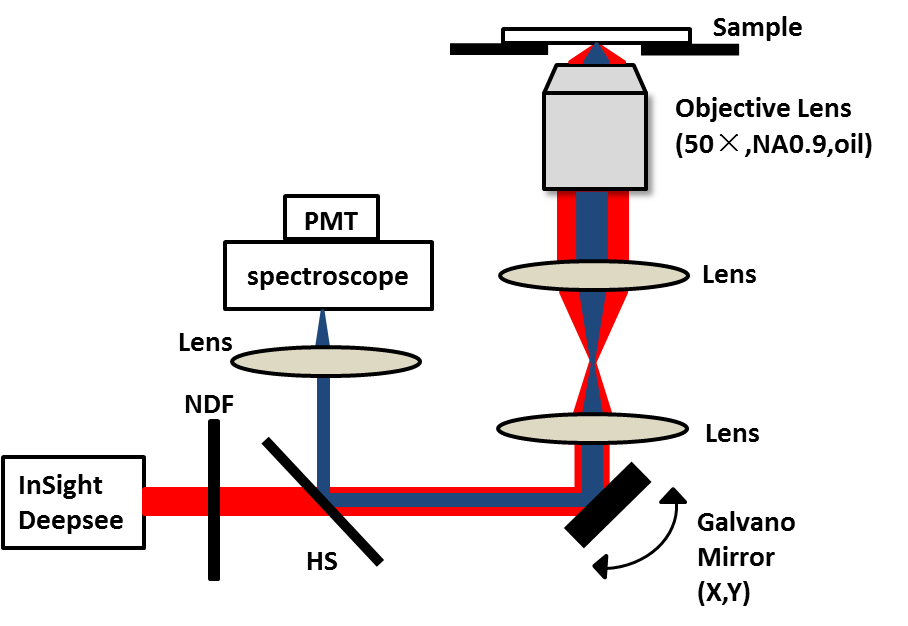 Sample
Objective Lens
(50×,NA0.9,oil)
PMT
spectroscope
Lens
Lens
NDF
Lens
InSight
Deepsee
HS
Galvano
Mirror
(X,Y)